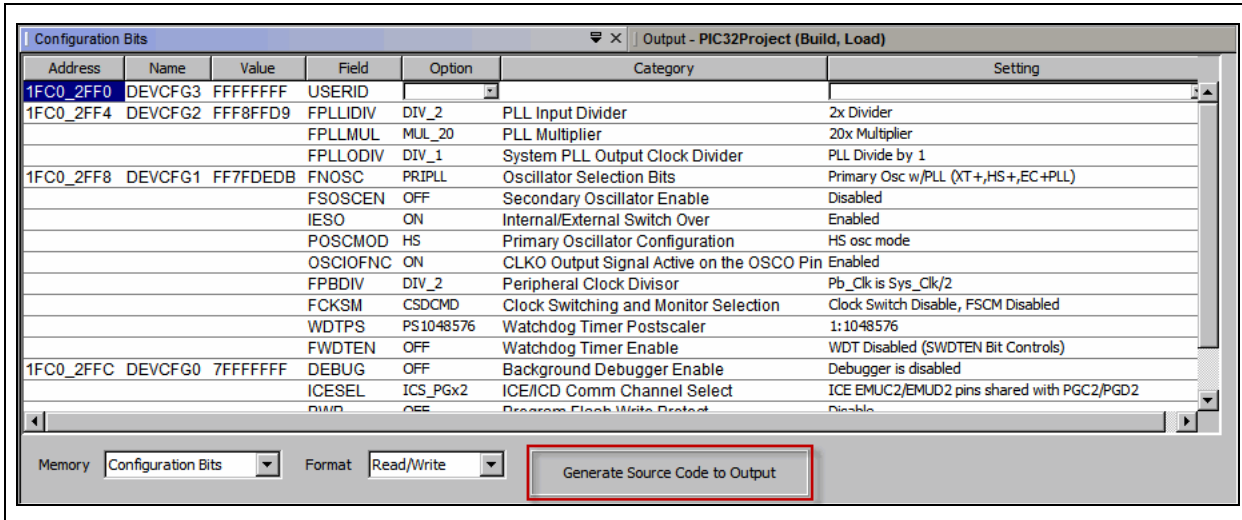 Configuration Bits Output - PIC32Project (Build, Load)
Address Name Value Field Option Category Setting
1FC0_2FF0 DEVCFG3 FFFFFFFF USERID
1FC0_2FF4 DEVCFG2 FFF8FFD9 FPLLIDIV DIV_2 PLL Input Divider 2x Divider
FPLLMUL MUL_20 PLL Multiplier 20x Multiplier
FPLLODIV DIV_1 System PLL Output Clock Divider PLL Divide by 1
1FC0_2FF8 DEVCFG1 FF7FDEDB FNOSC PRIPLL Oscillator Selection Bits Primary Osc w/PLL (XT+,HS+,EC+PLL)
FSOSCEN OFF Secondary Oscillator Enable Disabled
IESO ON Internal/External Switch Over Enabled
POSCMOD HS Primary Oscillator Configuration HS osc mode
OSCIOFNC ON CLKO Output Signal Active on the OSCO Pin Enabled
FPBDIV DIV_2 Peripheral Clock Divisor Pb_Clk is Sys_Clk/2
FCKSM CSDCMD Clock Switching and Monitor Selection Clock Switch Disable, FSCM Disabled
WDTPS PS1048576 Watchdog Timer Postscaler 1:1048576
FWDTEN OFF Watchdog Timer Enable WDT Disabled (SWDTEN Bit Controls)
1FC0_2FFC DEVCFG0 7FFFFFFF DEBUG OFF Background Debugger Enable Debugger is disabled
ICESEL ICS_PGx2 ICE/ICD Comm Channel Select ICE EMUC2/EMUD2 pins shared with PGC2/PGD2
PWP OFF Program Flash Write Protect Disable
Memory Configuration Bits Format Read/Write Generate Source Code to Output